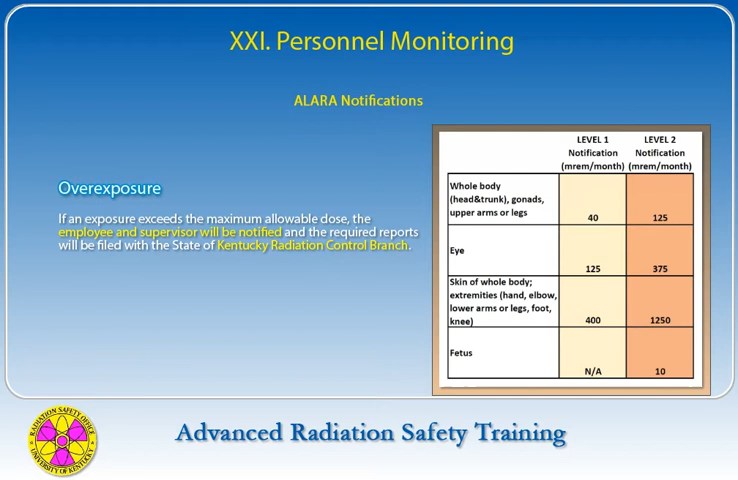 XXI. Personnel Monitoring
ALARA Notifications
Overexposure
If an exposure exceeds the maximum allowable dose, the
employee and supervisor will be notified and the required reports
will be filed with the State of Kentucky Radiation Control Branch.
LEVEL 1 LEVEL 2
Notification Notification
(mrem/month) (mrem/month)
Whole body
(head&trunk), gonads,
upper arms or legs 40 125
Eye
125 375
Skin of whole body;
extremities (hand, elbow,
lower arms or legs, foot,
knee) 400 1250
Fetus
N/A 10
RADIATION SAFETY OFFICE
UNIVERSITY OF KENTUCKY
Advanced Radiation Safety Training